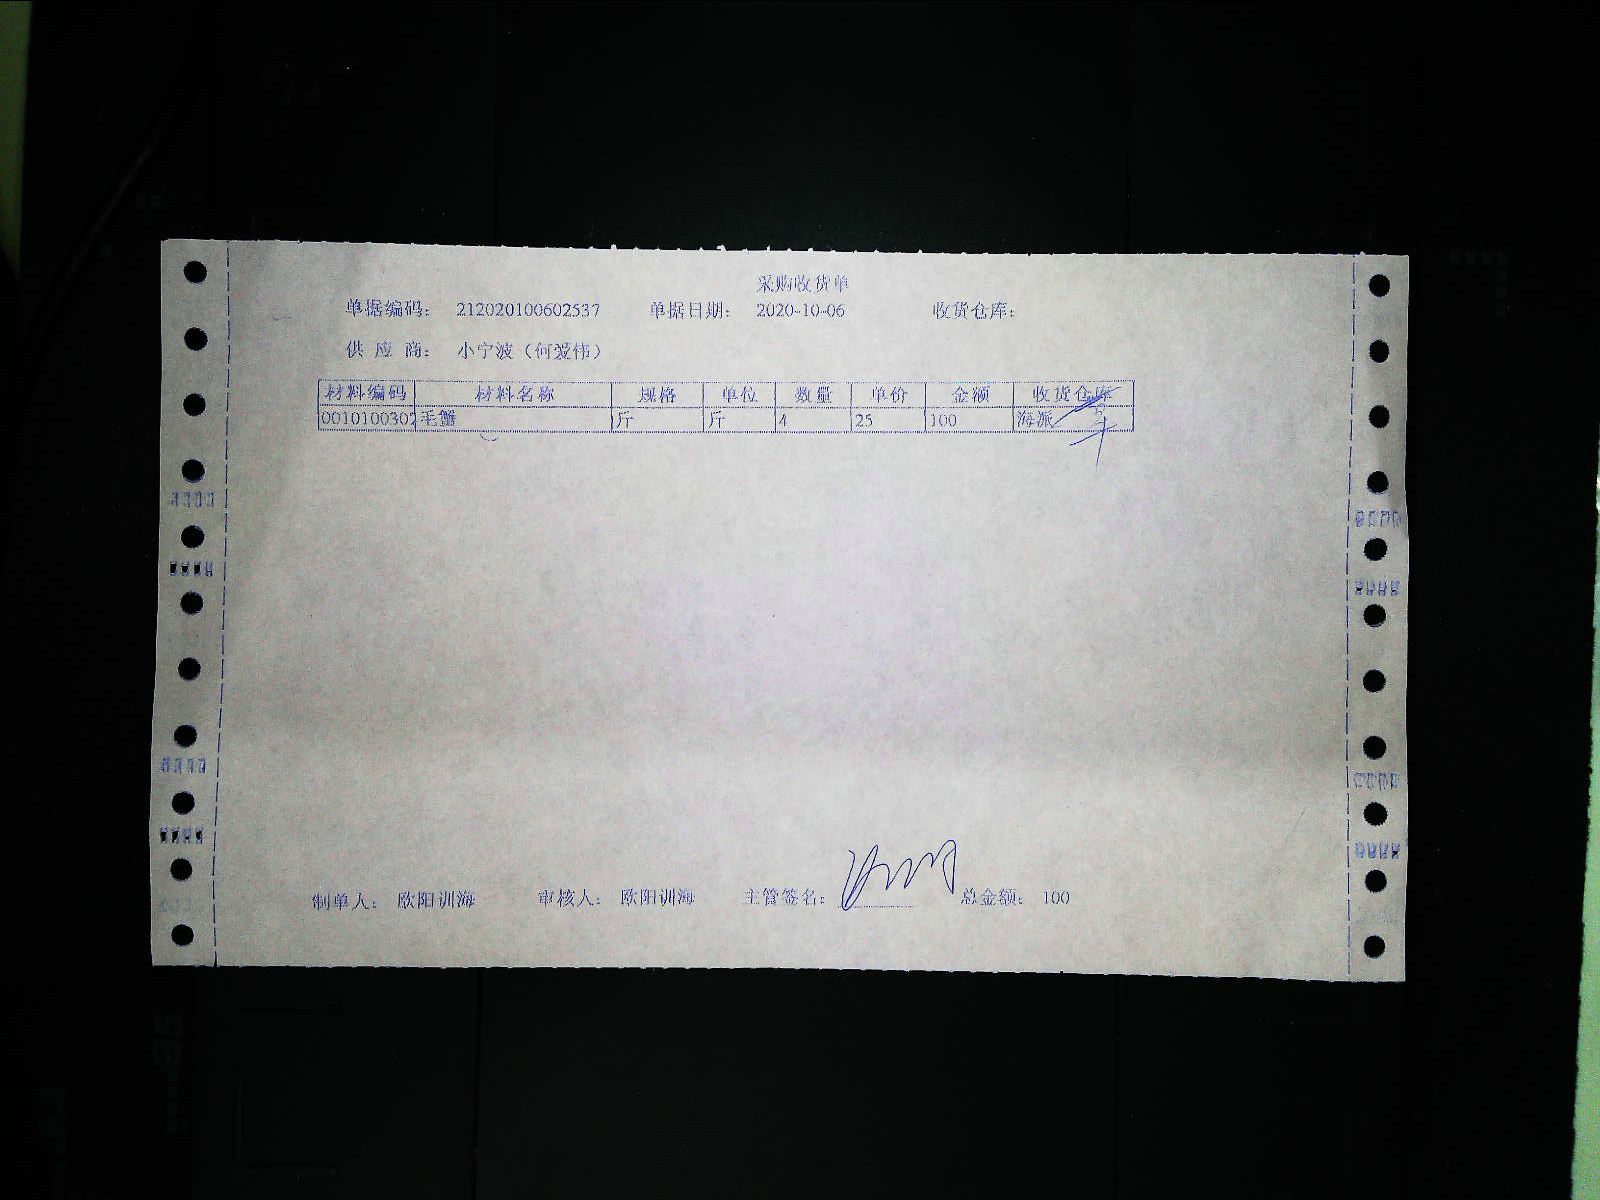 采购收货单
单据编码： 212020100602537 单据日期： 2020-10-06 收货仓库：
供 应 商： 小宁波（何爱伟）
材料编码 材料名称 规格 单位 数量 单价 金额 收货仓库
0010100302 毛蟹 斤 斤 4 25 100 海派
制单人： 欧阳训海 审核人： 欧阳训海 主管签名： 总金额： 100